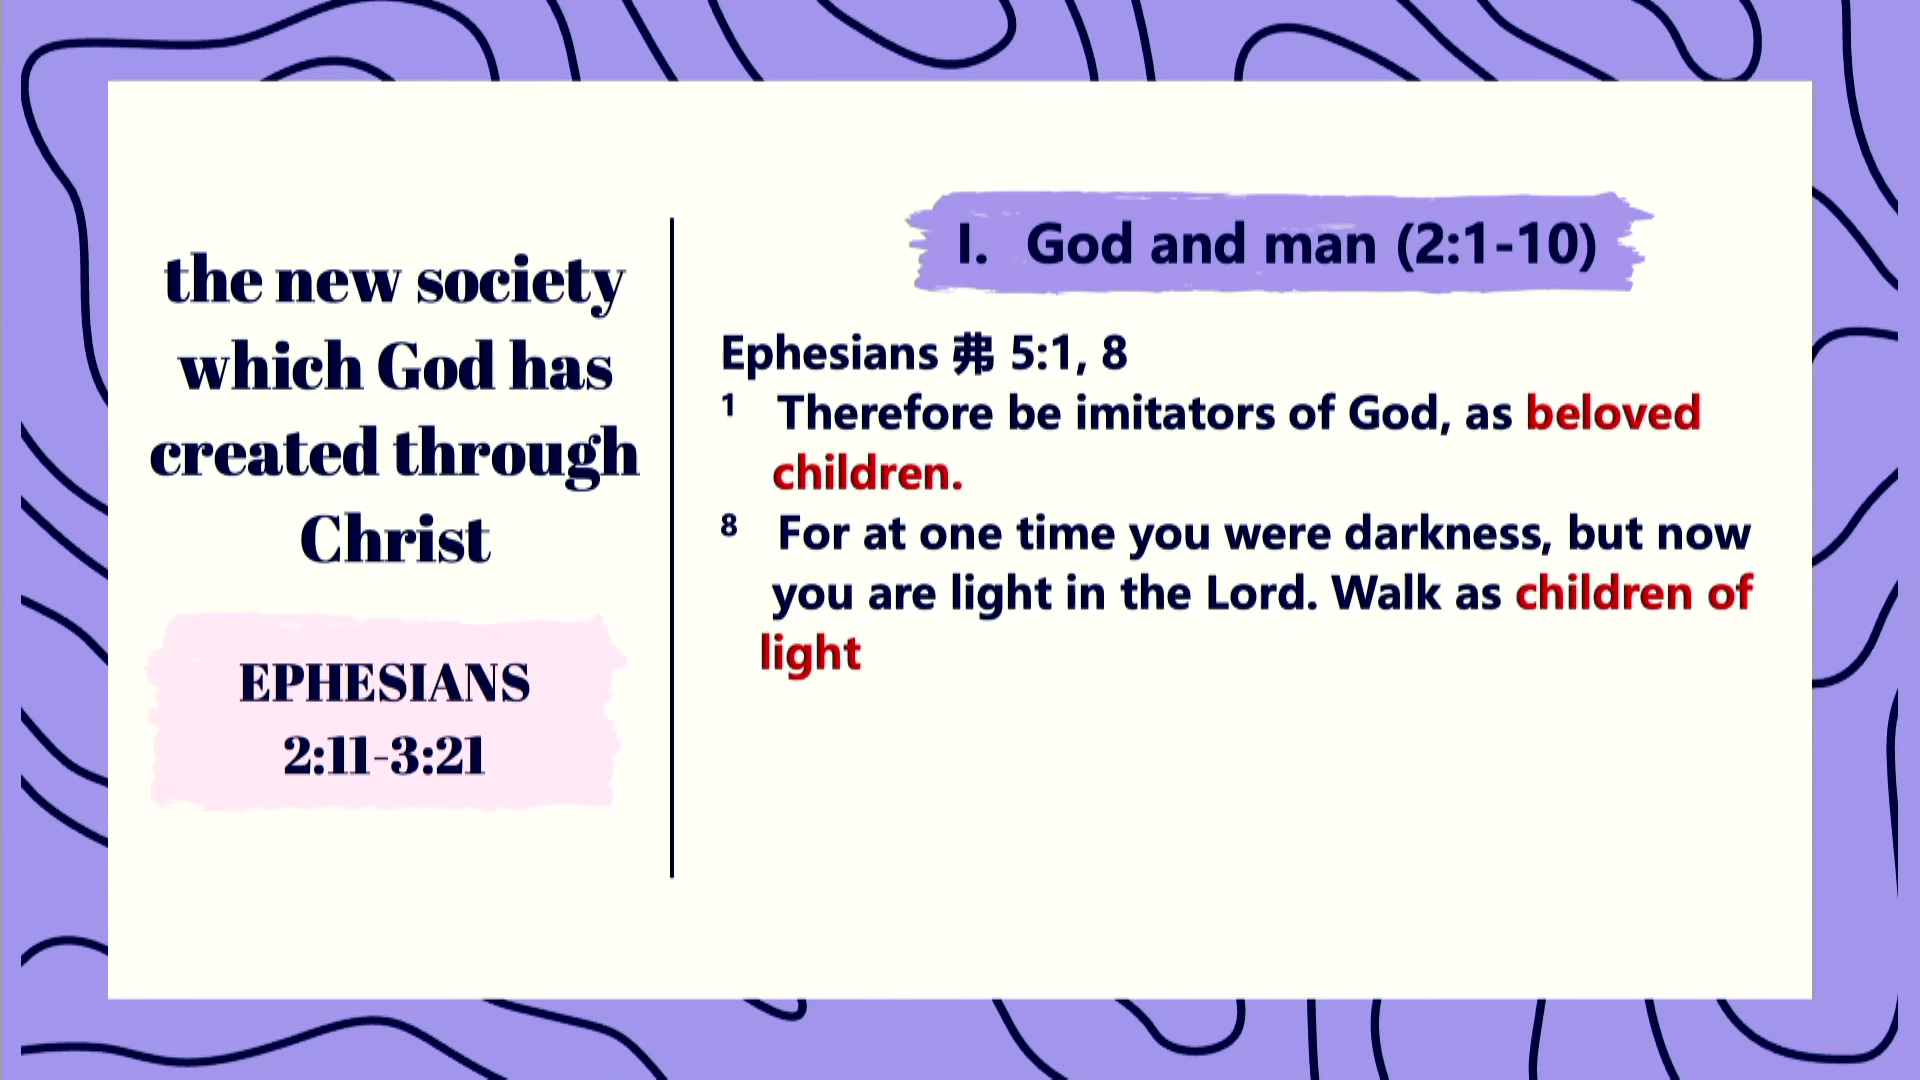 the new society
which God has
created through
Christ
EPHESIANS
2:11-3:21
I. God and man (2:1-10)
Ephesians 弗 5:1, 8
1 Therefore be imitators of God, as beloved
children.
8 For at one time you were darkness, but now
you are light in the Lord. Walk as children of
light